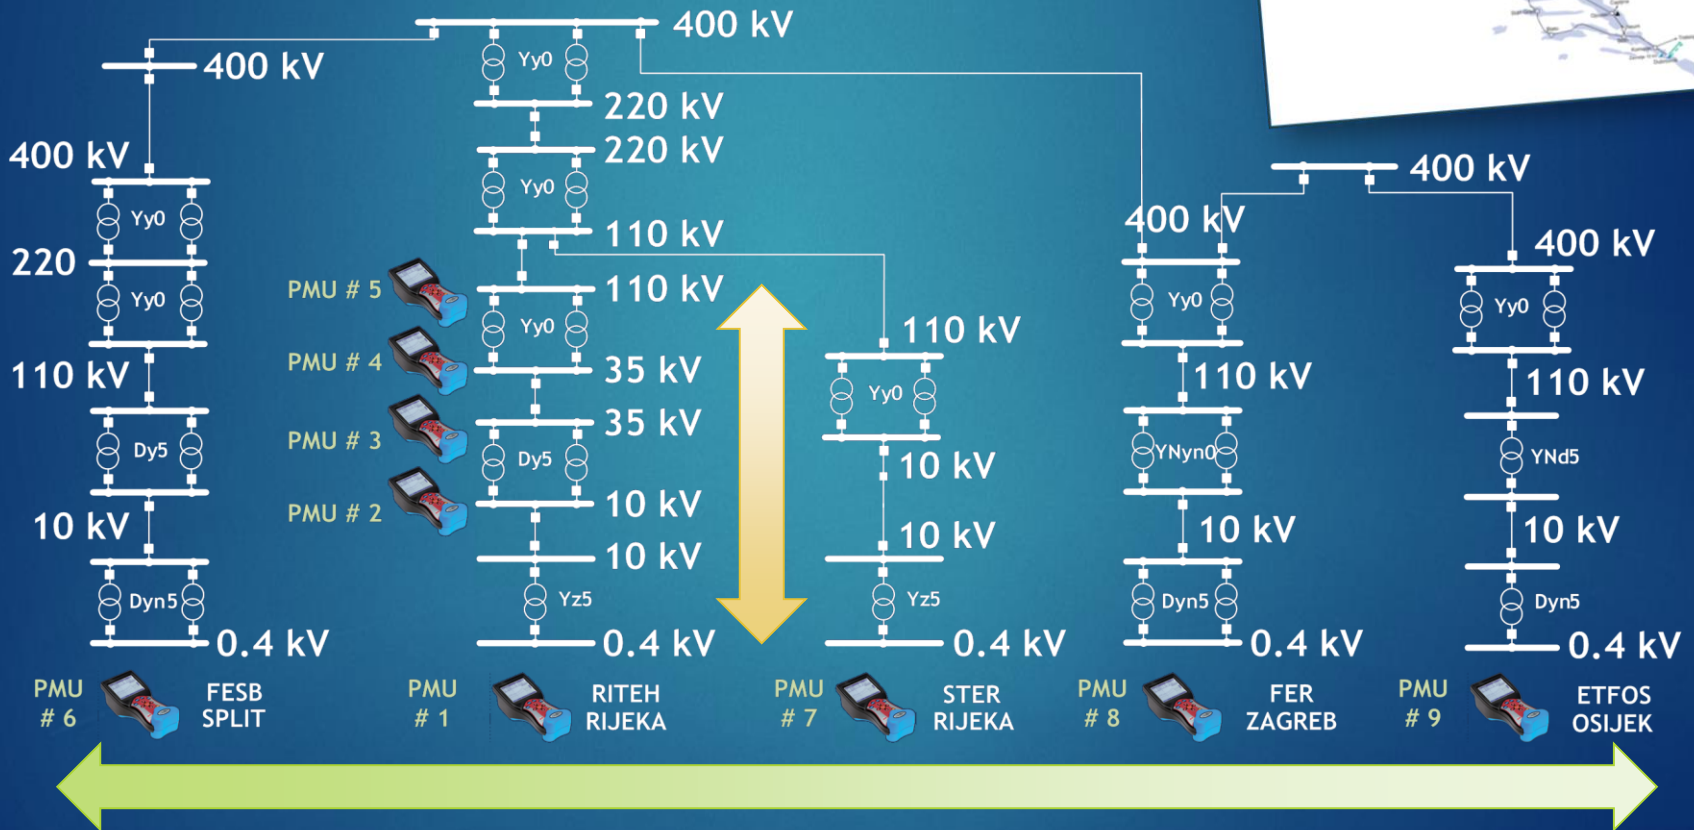 400 kV
Yy0
400 kV
220 kV
220 kV
Yy0
110 kV
400 kV
Yy0
220
Yy0
110 kV
Dy5
10 kV
Dyn5
0.4 kV
PMU # 5
110 kV
Yy0
PMU # 4
35 kV
35 kV
PMU # 3
Dy5
PMU # 2
10 kV
10 kV
Yz5
0.4 kV
110 kV
Yy0
10 kV
10 kV
Yz5
0.4 kV
400 kV
Yy0
110 kV
YNyn0
10 kV
Dyn5
0.4 kV
400 kV
400 kV
Yy0
110 kV
YNd5
10 kV
Dyn5
0.4 kV
PMU
# 6
FESB
SPLIT
PMU
# 1
RITEH
RIJEKA
PMU
# 7
STER
RIJEKA
PMU
# 8
FER
ZAGREB
PMU
# 9
ETFOS
OSIJEK